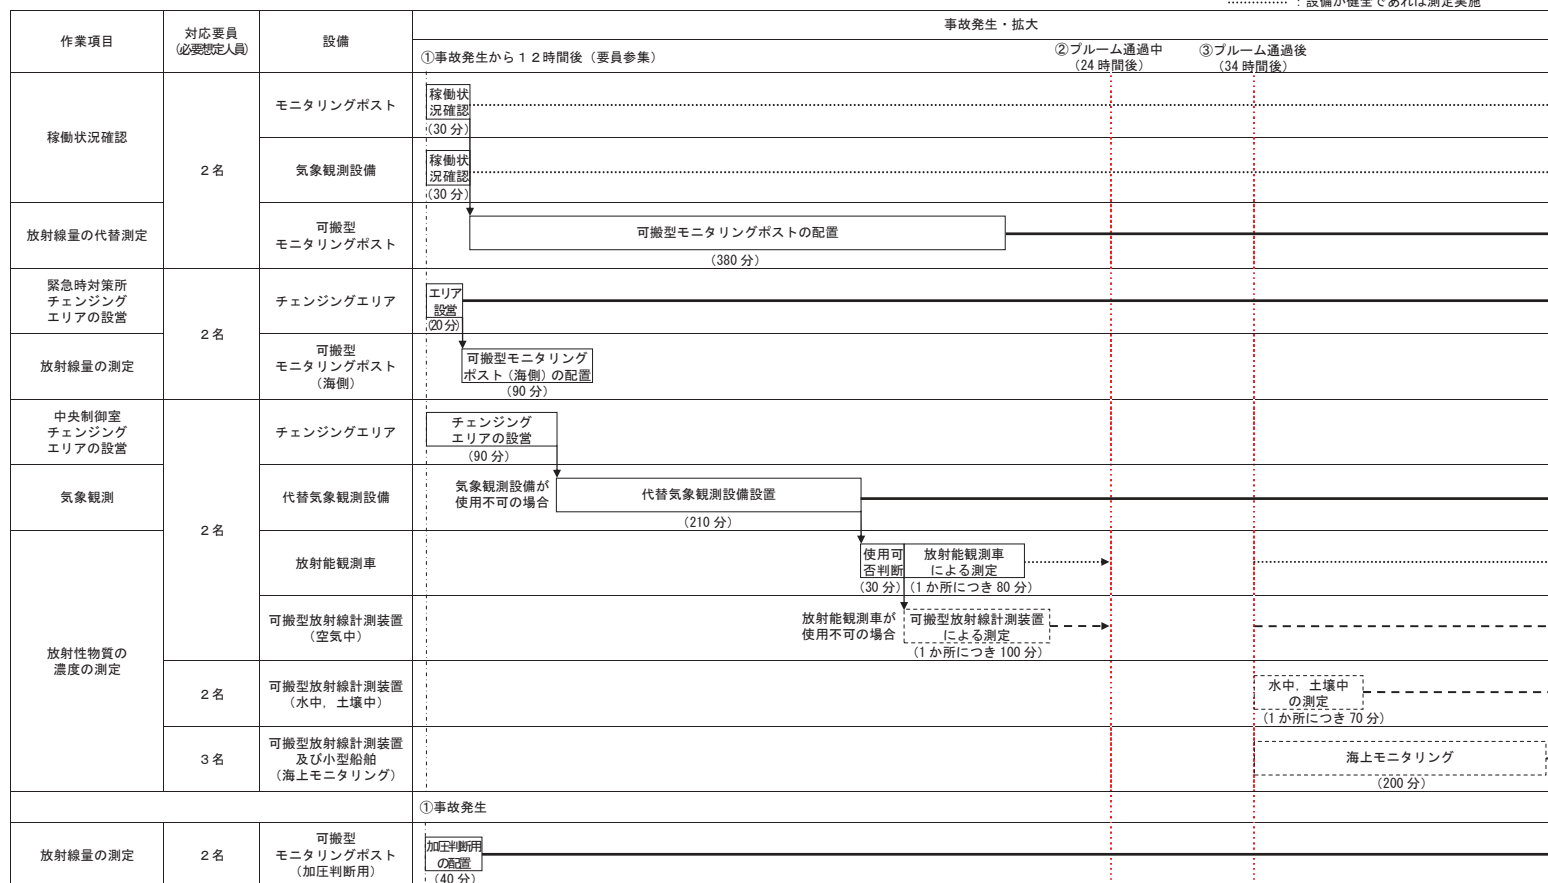 ：設備が健全であれば測定実施
作業項目
対応要員
(必要想定人員)
設備
事故発生・拡大
①事故発生から１２時間後（要員参集）
②プルーム通過中
（24 時間後）
③プルーム通過後
（34 時間後）
稼働状況確認
２名
モニタリングポスト
稼働状
況確認
（30 分）
気象観測設備
稼働状
況確認
（30 分）
放射線量の代替測定
可搬型
モニタリングポスト
可搬型モニタリングポストの配置
（380 分）
緊急時対策所
チェンジング
エリアの設営
２名
チェンジングエリア
エリア
設営
（20 分）
放射線量の測定
可搬型
モニタリングポスト
（海側）
可搬型モニタリング
ポスト（海側）の配置
（90 分）
中央制御室
チェンジング
エリアの設営
２名
チェンジングエリア
チェンジング
エリアの設営
（90 分）
気象観測
代替気象観測設備
気象観測設備が
使用不可の場合
代替気象観測設備設置
（210 分）
放射性物質の
濃度の測定
放射能観測車
使用可
否判断
（30 分）
放射能観測車
による測定
（1 か所につき 80 分）
可搬型放射線計測装置
（空気中）
放射能観測車が
使用不可の場合
可搬型放射線計測装置
による測定
（1 か所につき 100 分）
２名
可搬型放射線計測装置
（水中，土壌中）
水中，土壌中
の測定
（1 か所につき 70 分）
３名
可搬型放射線計測装置
及び小型船舶
（海上モニタリング）
海上モニタリング
（200 分）
①事故発生
放射線量の測定
２名
可搬型
モニタリングポスト
（加圧判断用）
加圧判断用
の配置
（40 分）